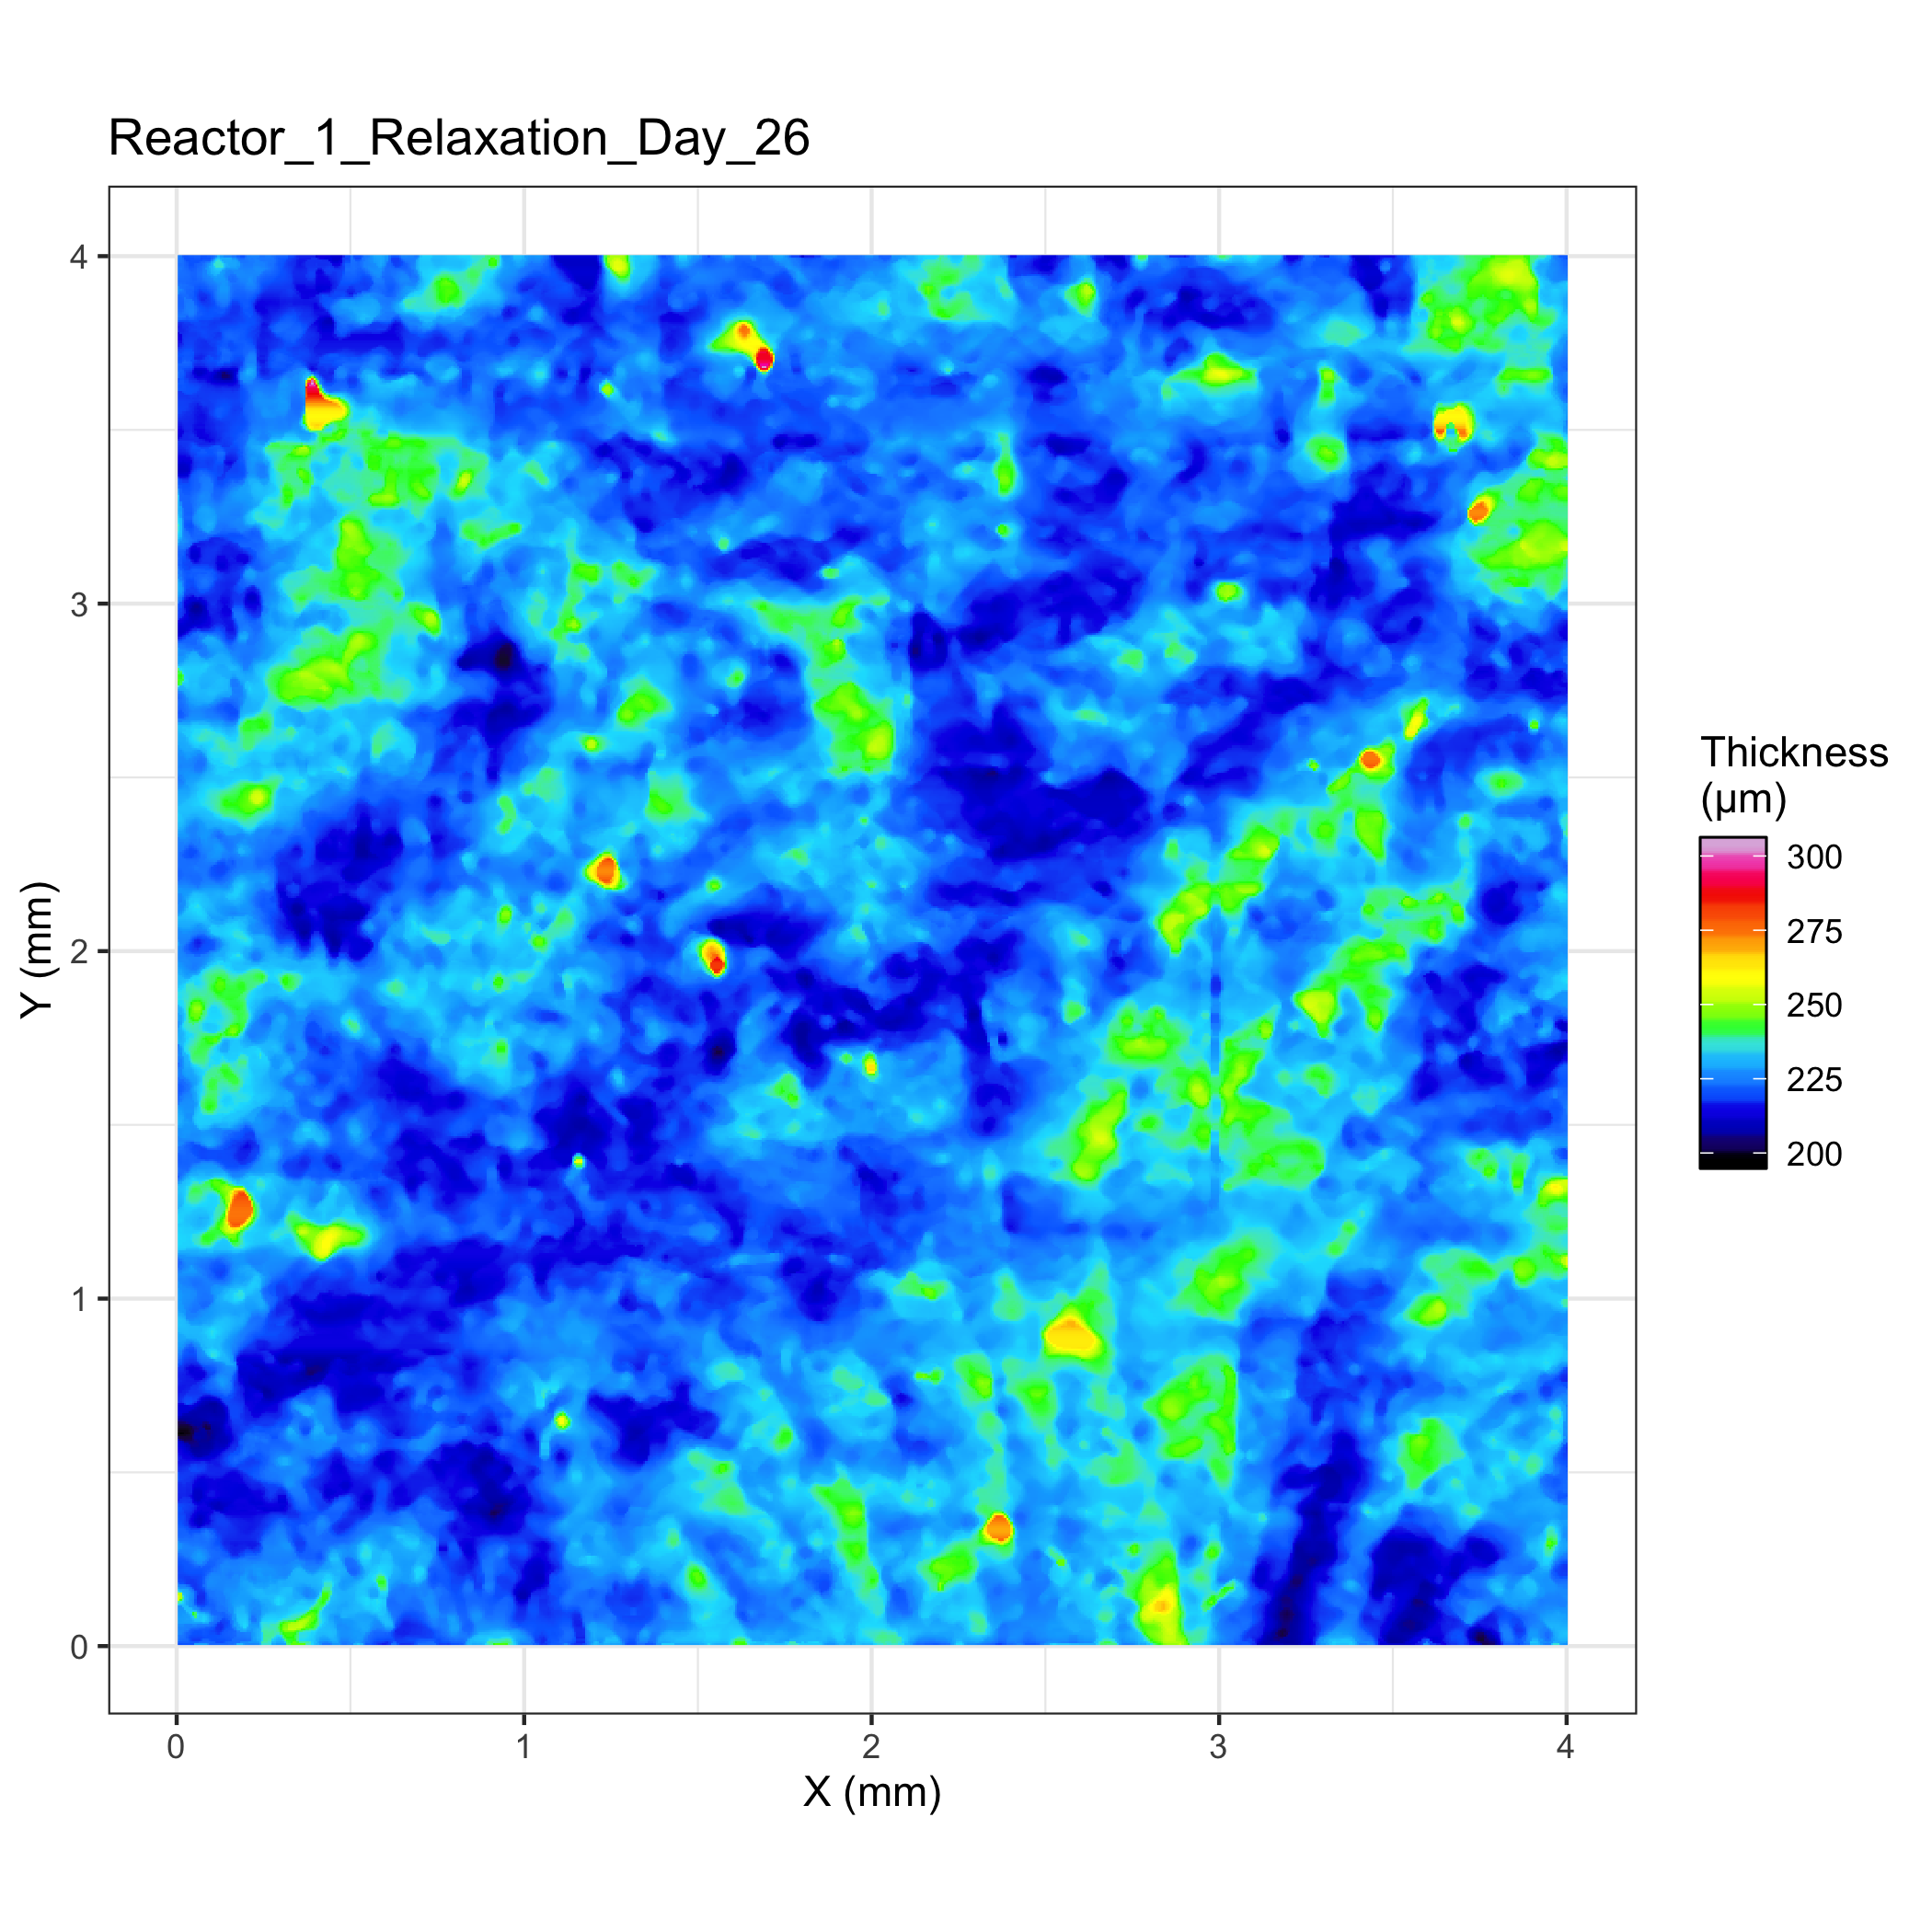 Reactor_1_Relaxation_Day_26
4
3
2
1
0
Y (mm)
0 1 2 3 4
X (mm)
Thickness
(μm)
300
275
250
225
200